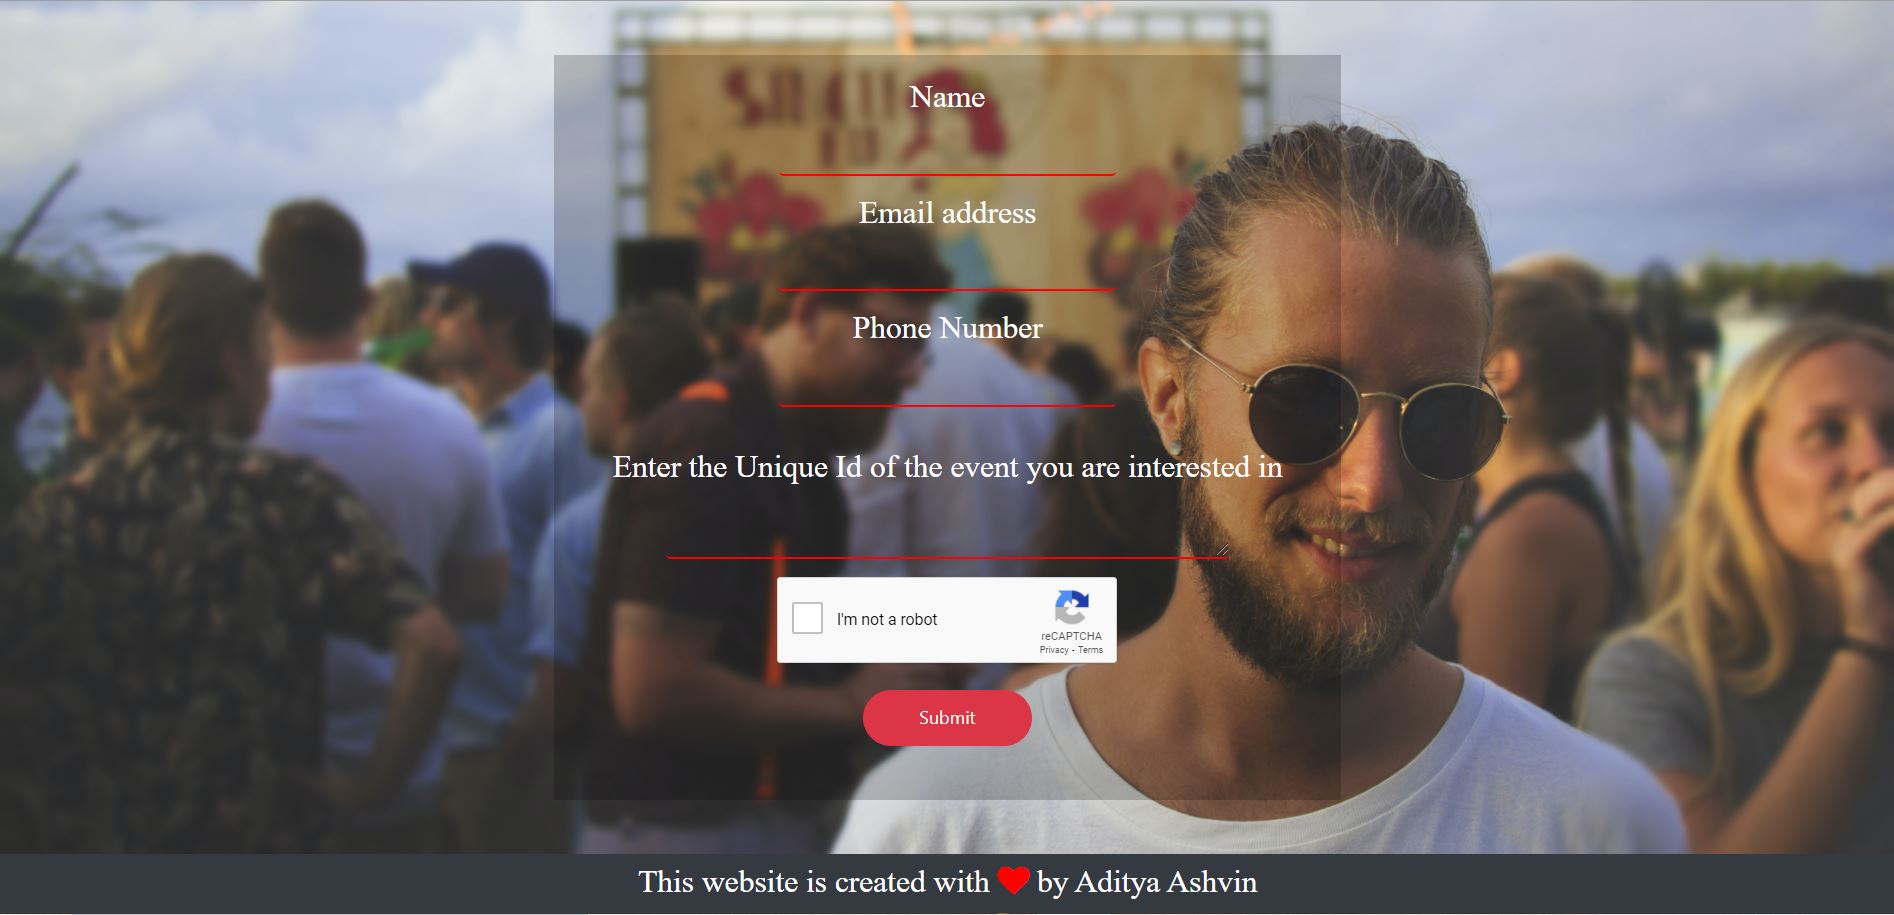 Name
Email address
Phone Number
Enter the Unique Id of the event you are interested in
I'm not a robot
reCAPTCHA
Privacy - Terms
Submit
This website is created with ❤ by Aditya Ashvin